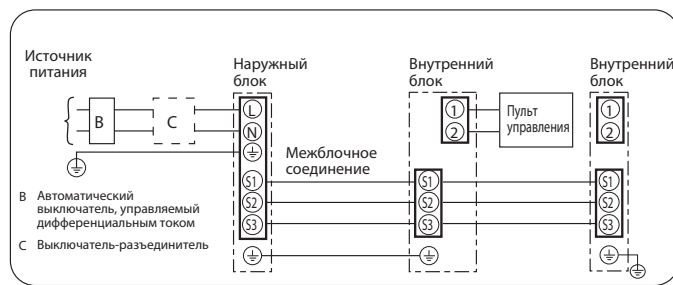 Источник
питания
Наружный
блок
Внутренний
блок
Внутренний
блок
B
C
L
N
1
2
Пульт
управления
1
2
Межблочное
соединение
S1
S2
S3
S1
S2
S3
S1
S2
S3
B Автоматический
выключатель, управляемый
дифференциальным током
C Выключатель-разъединитель